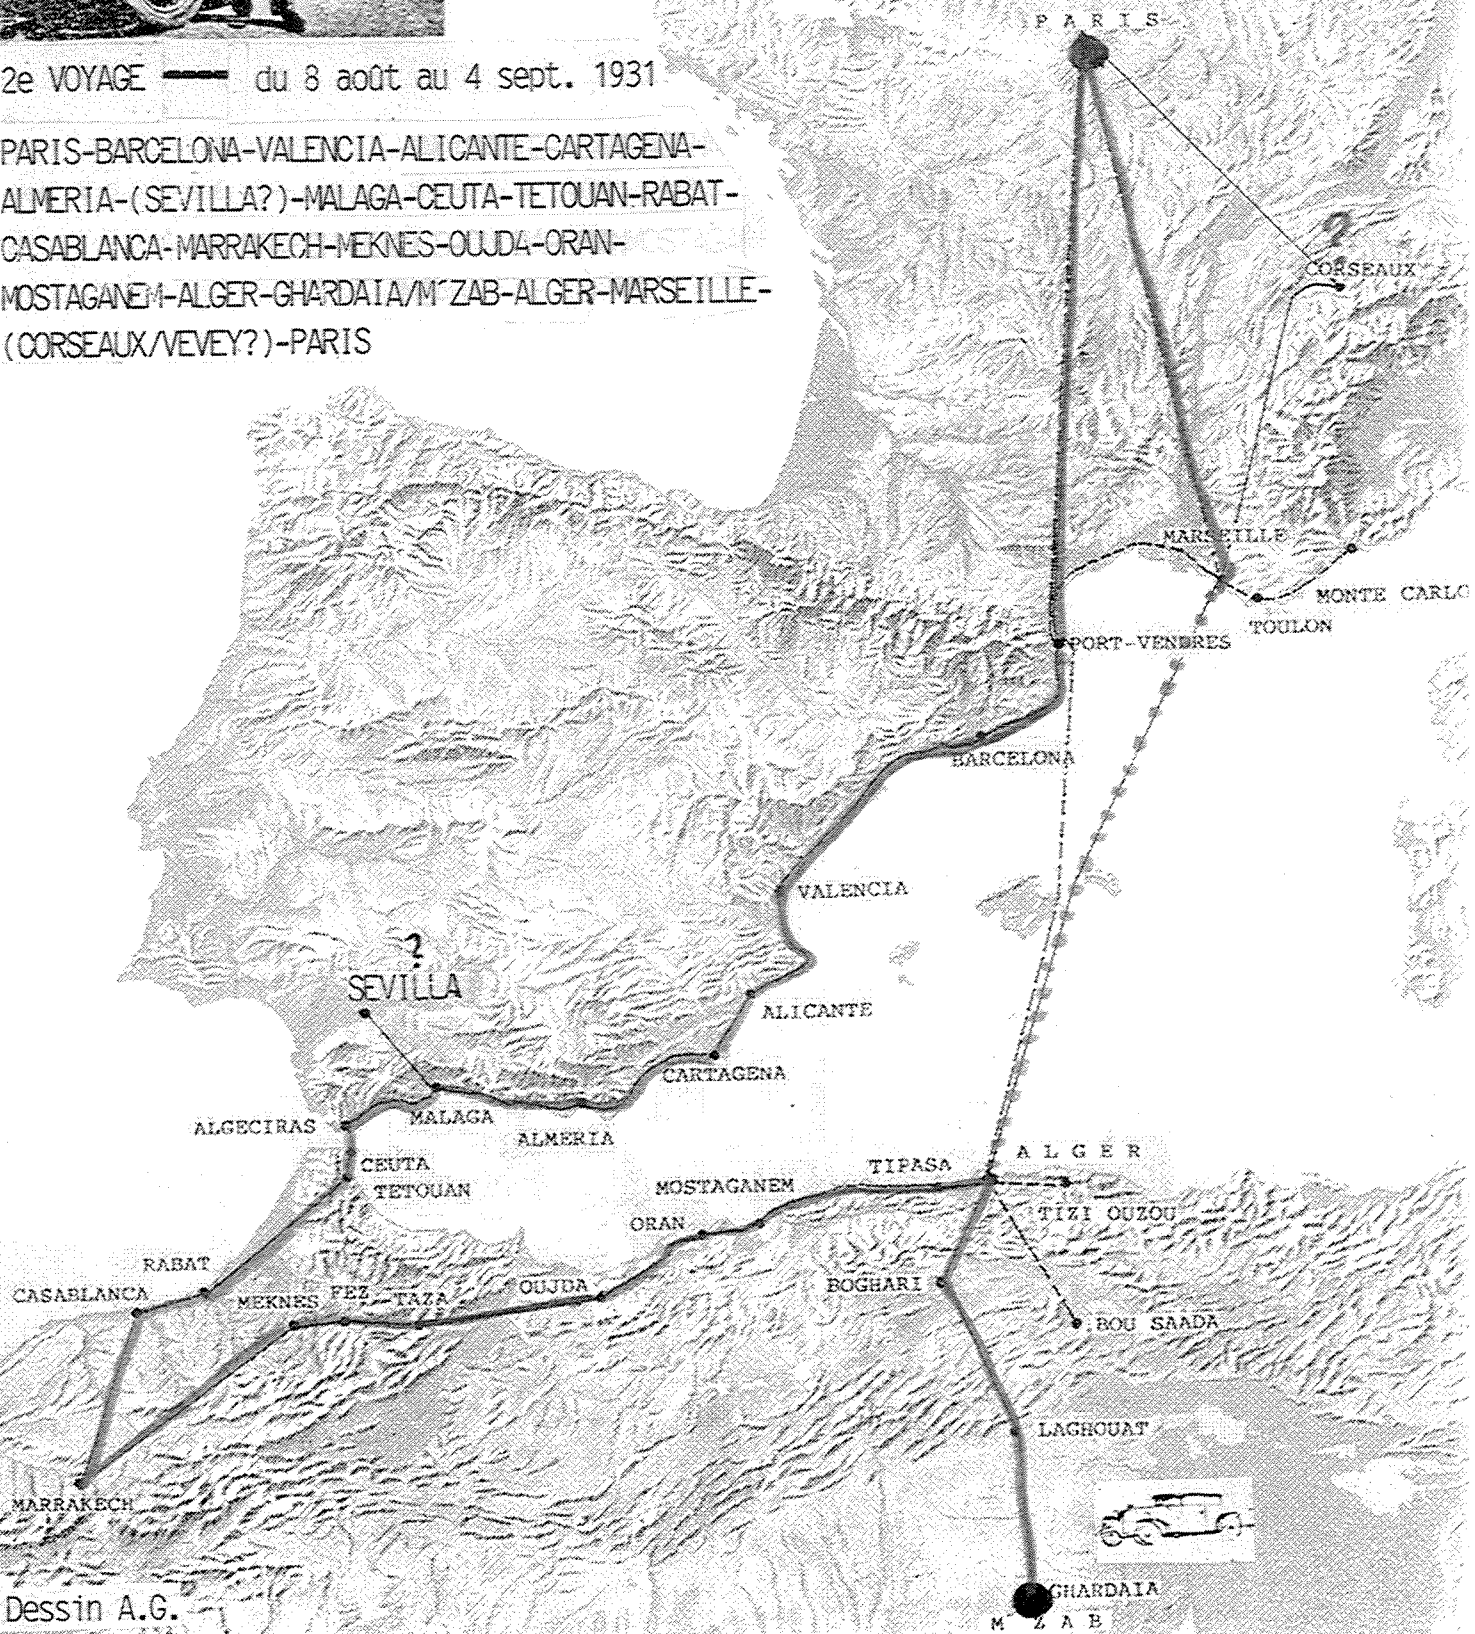 PARIS
2e VOYAGE — du 8 août au 4 sept. 1931
PARIS-BARCELONA-VALENCIA-ALICANTE-CARTAGENA-
ALMERIA-(SEVILLA?)-MALAGA-CEUTA-TETOUAN-RABAT-
CASABLANCA-MARRAKECH-MEKNES-OUJDA-ORAN-
MOSTAGANEM-ALGER-GHARDAIA/M´ZAB-ALGER-MARSEILLE-
(CORSEAUX/VEVEY?)-PARIS
?
CORSEAUX
MARSEILLE
MONTE CARLO
TOULON
PORT-VENDRES
BARCELONA
VALENCIA
?
SEVILLA
ALICANTE
CARTAGENA
MALAGA
ALGECIRAS
ALMERIA
ALGER
CEUTA
TIPASA
TETOUAN
MOSTAGANEM
TIZI OUZOU
ORAN
RABAT
BOGHARI
OUJDA
CASABLANCA
MEKNES
FEZ
TAZA
BOU SAADA
LAGHOUAT
MARRAKECH
GHARDAIA
Dessin A.G.
M´ZAB